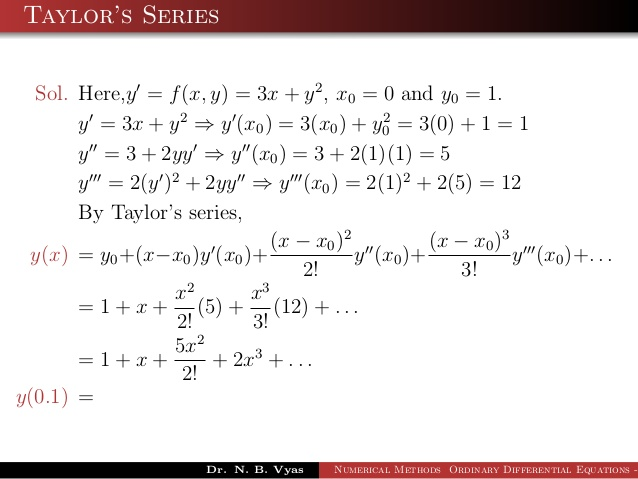 Taylor's Series
Sol. Here,y′ = f(x, y) = 3x + y², x₀ = 0 and y₀ = 1.
y′ = 3x + y² ⇒ y′(x₀) = 3(x₀) + y₀² = 3(0) + 1 = 1
y″ = 3 + 2yy′ ⇒ y″(x₀) = 3 + 2(1)(1) = 5
y‴ = 2(y′)² + 2yy″ ⇒ y‴(x₀) = 2(1)² + 2(5) = 12
By Taylor's series,
y(x) = y₀+(x−x₀)y′(x₀)+(x − x₀)²/2! y″(x₀)+(x − x₀)³/3! y‴(x₀)+...
= 1 + x + x²/2!(5) + x³/3!(12) + ...
= 1 + x + 5x²/2! + 2x³ + ...
y(0.1) =
Dr. N. B. Vyas Numerical Methods Ordinary Differential Equations -